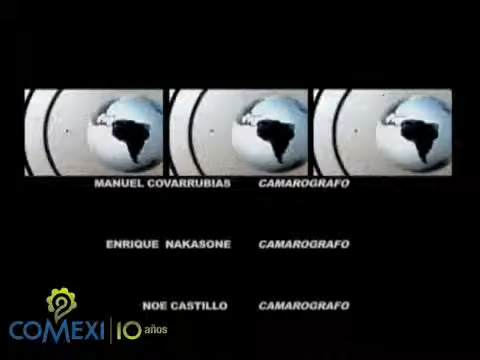 MANUEL COVARRUBIAS CAMAROGRAFO
ENRIQUE NAKASONE CAMAROGRAFO
NOE CASTILLO CAMAROGRAFO
COMEXI 10 años